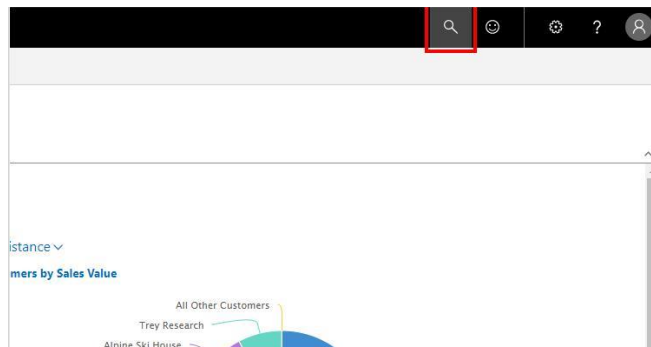 ?
istance
mers by Sales Value
All Other Customers
Trey Research
Alpine Ski House